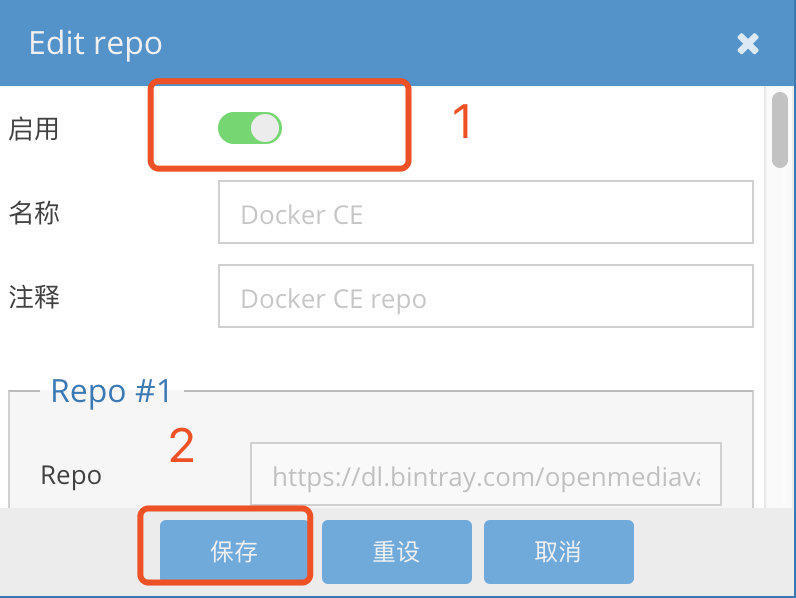 Edit repo
启用
1
名称
Docker CE
注释
Docker CE repo
Repo #1
2
Repo
https://dl.bintray.com/openmediava
保存
重设
取消